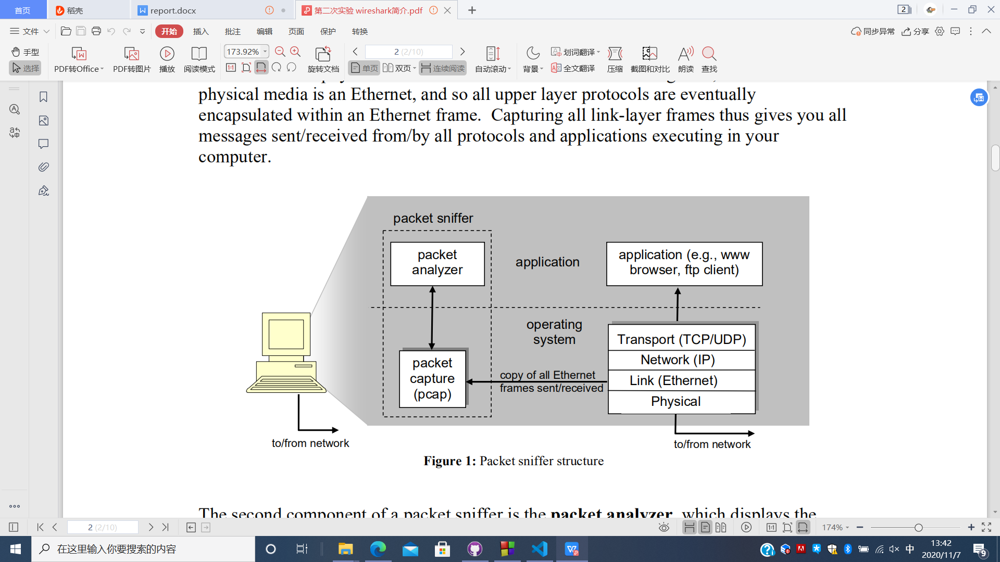 首页
稻壳
report.docx
第二次实验 wireshark简介.pdf
2
文件
开始
插入
批注
编辑
页面
保护
转换
同步异常
分享
手型
选择
PDF转Office
PDF转图片
播放
阅读模式
173.92%
1:1
旋转文档
2 (2/10)
单页
双页
连续阅读
自动滚动
背景
划词翻译
全文翻译
压缩
截图和对比
朗读
查找
physical media is an Ethernet, and so all upper layer protocols are eventually
encapsulated within an Ethernet frame. Capturing all link-layer frames thus gives you all
messages sent/received from/by all protocols and applications executing in your
computer.
packet sniffer
packet
analyzer
application
application (e.g., www
browser, ftp client)
operating
system
packet
capture
(pcap)
copy of all Ethernet
frames sent/received
Transport (TCP/UDP)
Network (IP)
Link (Ethernet)
Physical
to/from network
to/from network
Figure 1: Packet sniffer structure
The second component of a packet sniffer is the packet analyzer, which displays the
2 (2/10)
1:1
174%
在这里输入你要搜索的内容
中
13:42
2020/11/7
9